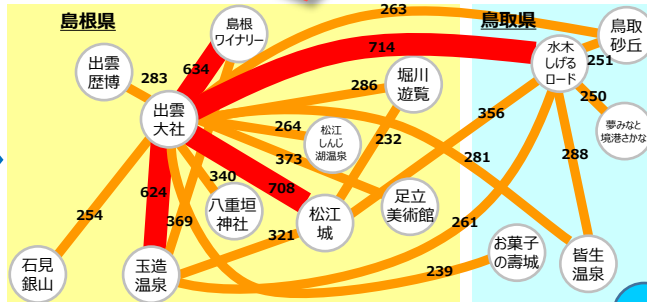 島根県
鳥取県
島根
ワイナリー
263
鳥取
砂丘
634
714
水木
しげる
ロード
251
出雲
歴博
283
出雲
大社
286
堀川
遊覧
250
356
264
松江
しんじ
湖温泉
232
夢みなと
境港さかな
373
281
288
340
708
624
足立
美術館
八重垣
神社
松江
城
254
369
321
261
お菓子
の壽城
皆生
温泉
石見
銀山
玉造
温泉
239